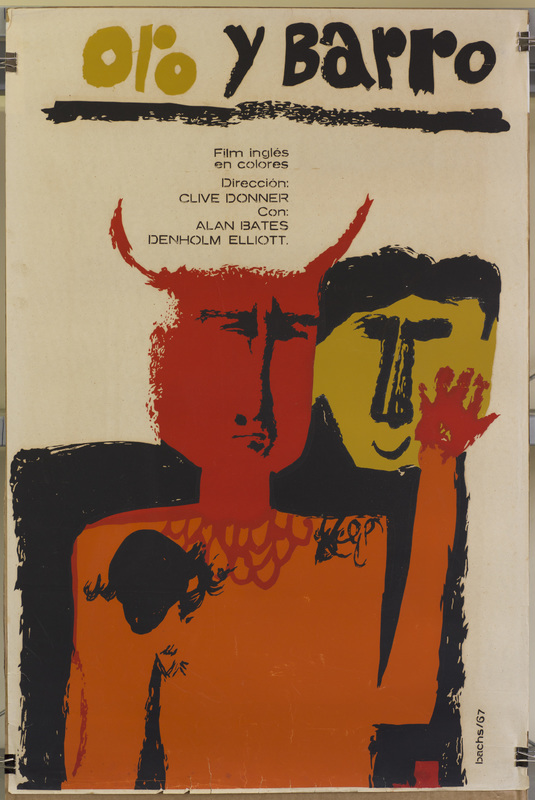 oro y Barro
Film inglés
en colores
Dirección:
CLIVE DONNER
Con:
ALAN BATES
DENHOLM ELLIOTT.
bachs/67